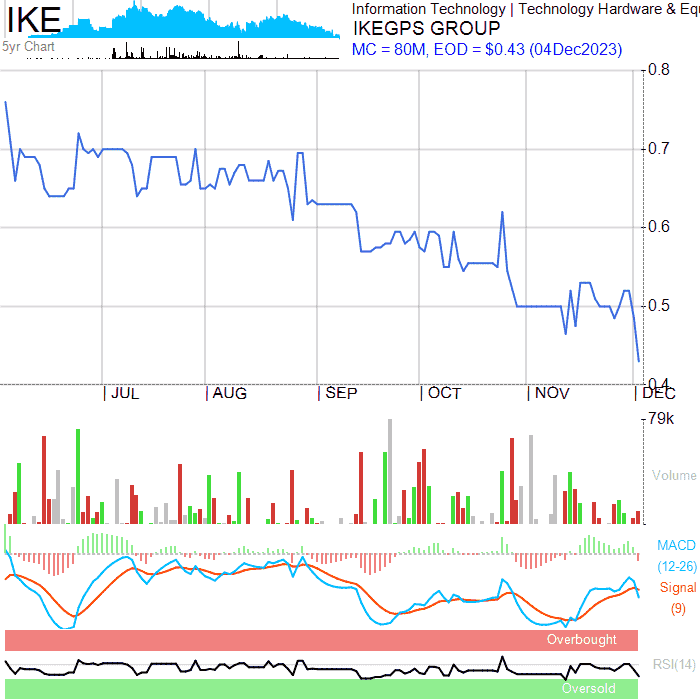 IKE
5yr Chart
Information Technology | Technology Hardware & Equ
IKEGPS GROUP
MC = 80M, EOD = $0.43 (04Dec2023)
0.8
0.7
0.6
0.5
0.4
JUL AUG SEP OCT NOV DEC
79k
Volume
MACD
(12-26)
Signal
(9)
Overbought
RSI(14)
Oversold